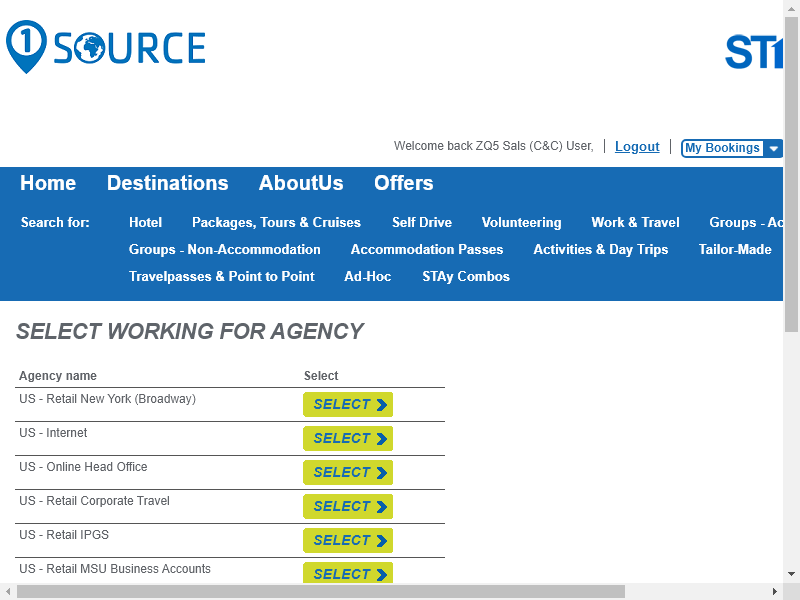 1 SOURCE
STA
Welcome back ZQ5 Sals (C&C) User, | Logout | My Bookings
Home Destinations AboutUs Offers
Search for: Hotel Packages, Tours & Cruises Self Drive Volunteering Work & Travel Groups - Ac
Groups - Non-Accommodation Accommodation Passes Activities & Day Trips Tailor-Made
Travelpasses & Point to Point Ad-Hoc STAy Combos
SELECT WORKING FOR AGENCY
Agency name Select
US - Retail New York (Broadway) SELECT
US - Internet SELECT
US - Online Head Office SELECT
US - Retail Corporate Travel SELECT
US - Retail IPGS SELECT
US - Retail MSU Business Accounts SELECT